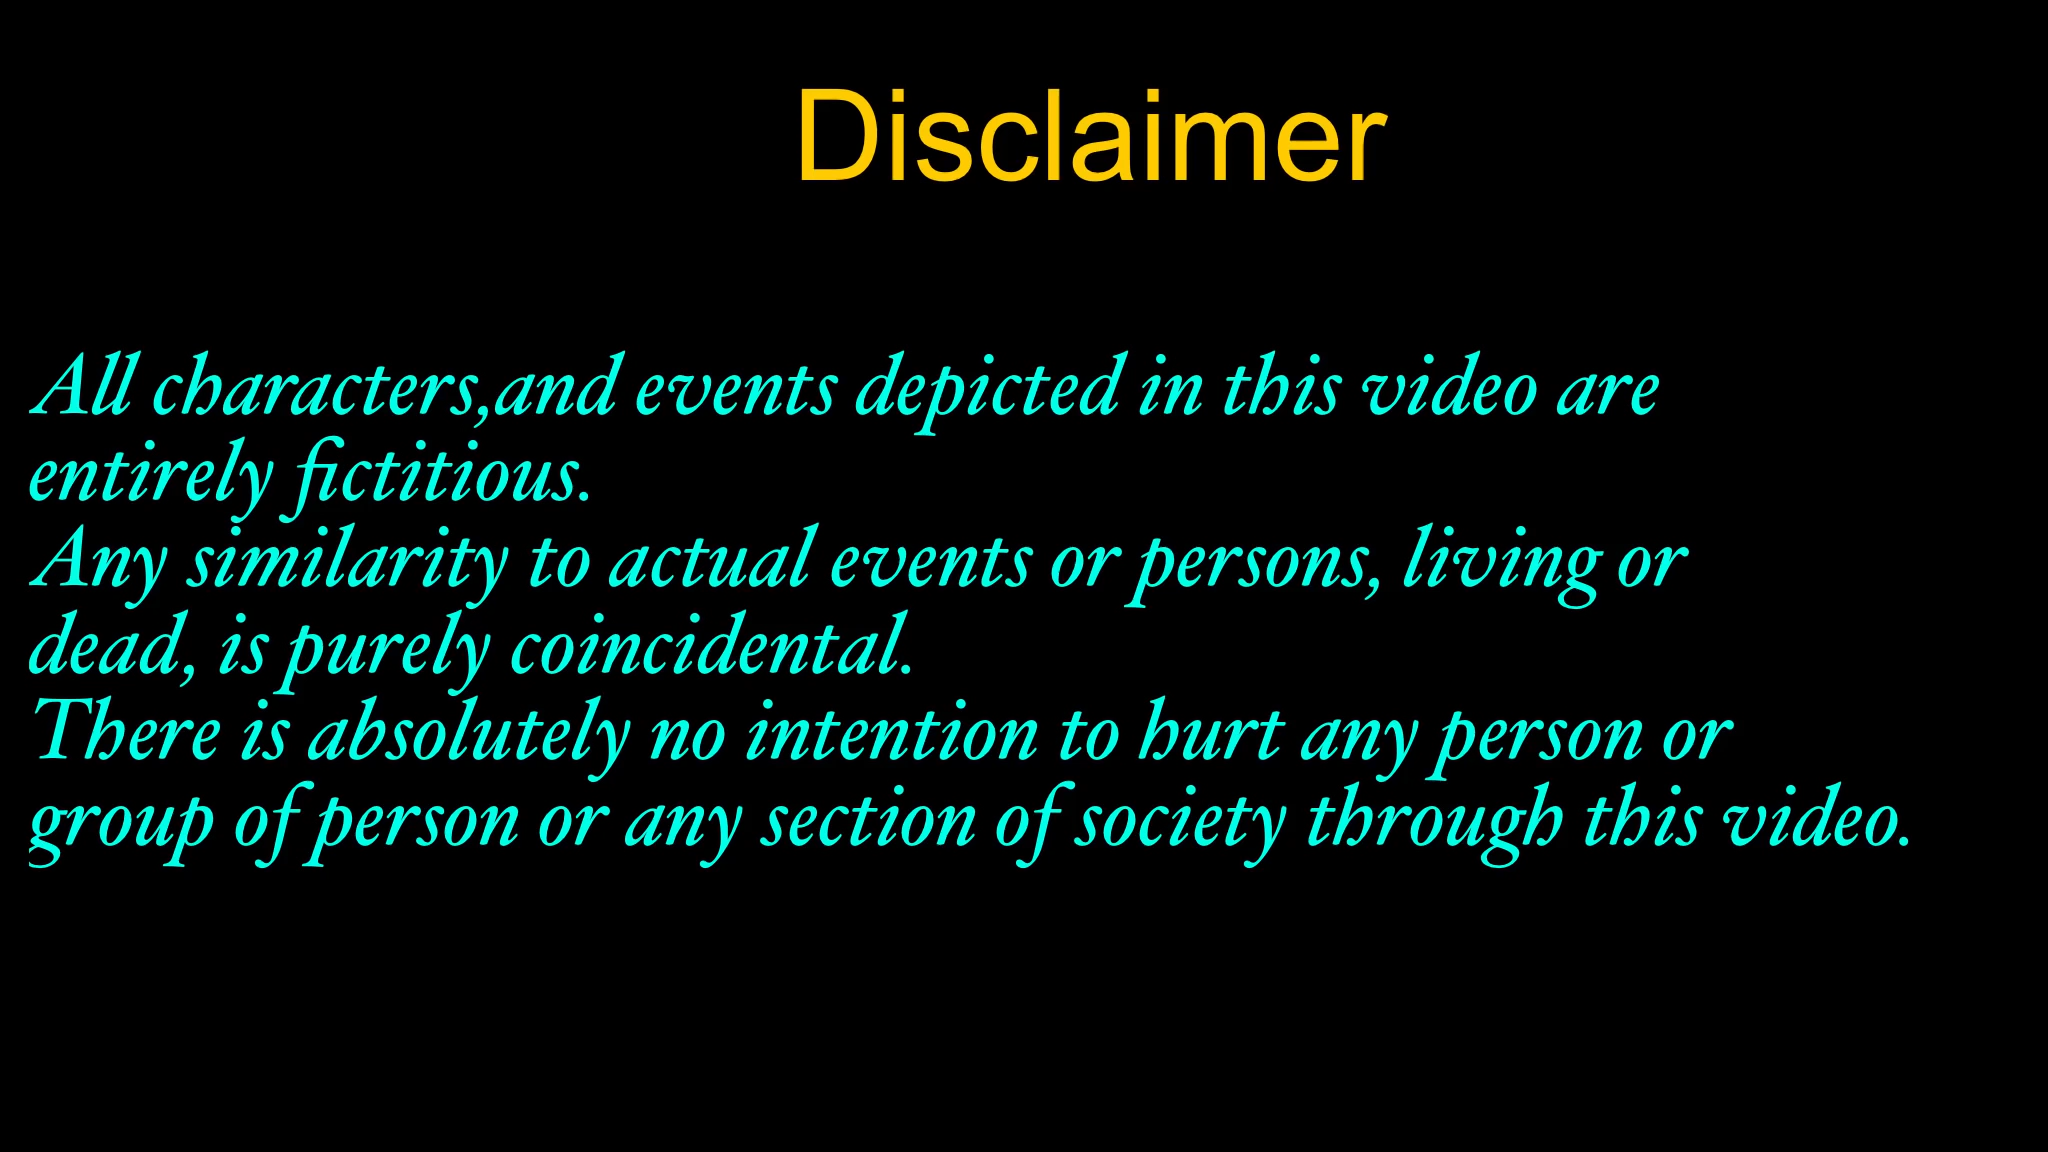 Disclaimer
All characters,and events depicted in this video are
entirely fictitious.
Any similarity to actual events or persons, living or
dead, is purely coincidental.
There is absolutely no intention to hurt any person or
group of person or any section of society through this video.